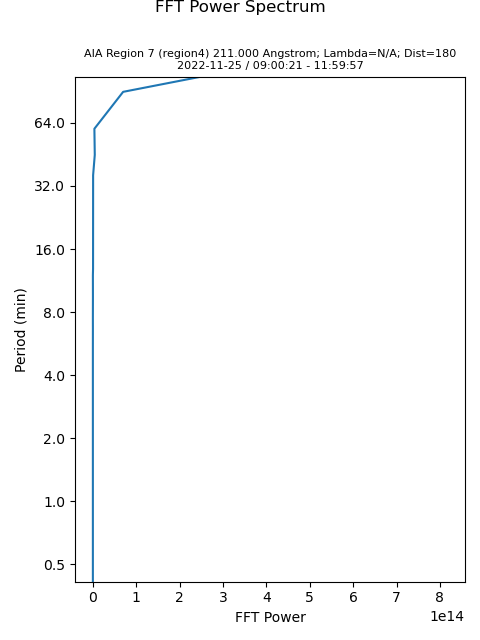 FFT Power Spectrum
AIA Region 7 (region4) 211.000 Angstrom; Lambda=N/A; Dist=180
2022-11-25 / 09:00:21 - 11:59:57
64.0
32.0
16.0
8.0
4.0
2.0
1.0
0.5
Period (min)
0 1 2 3 4 5 6 7 8
1e14
FFT Power